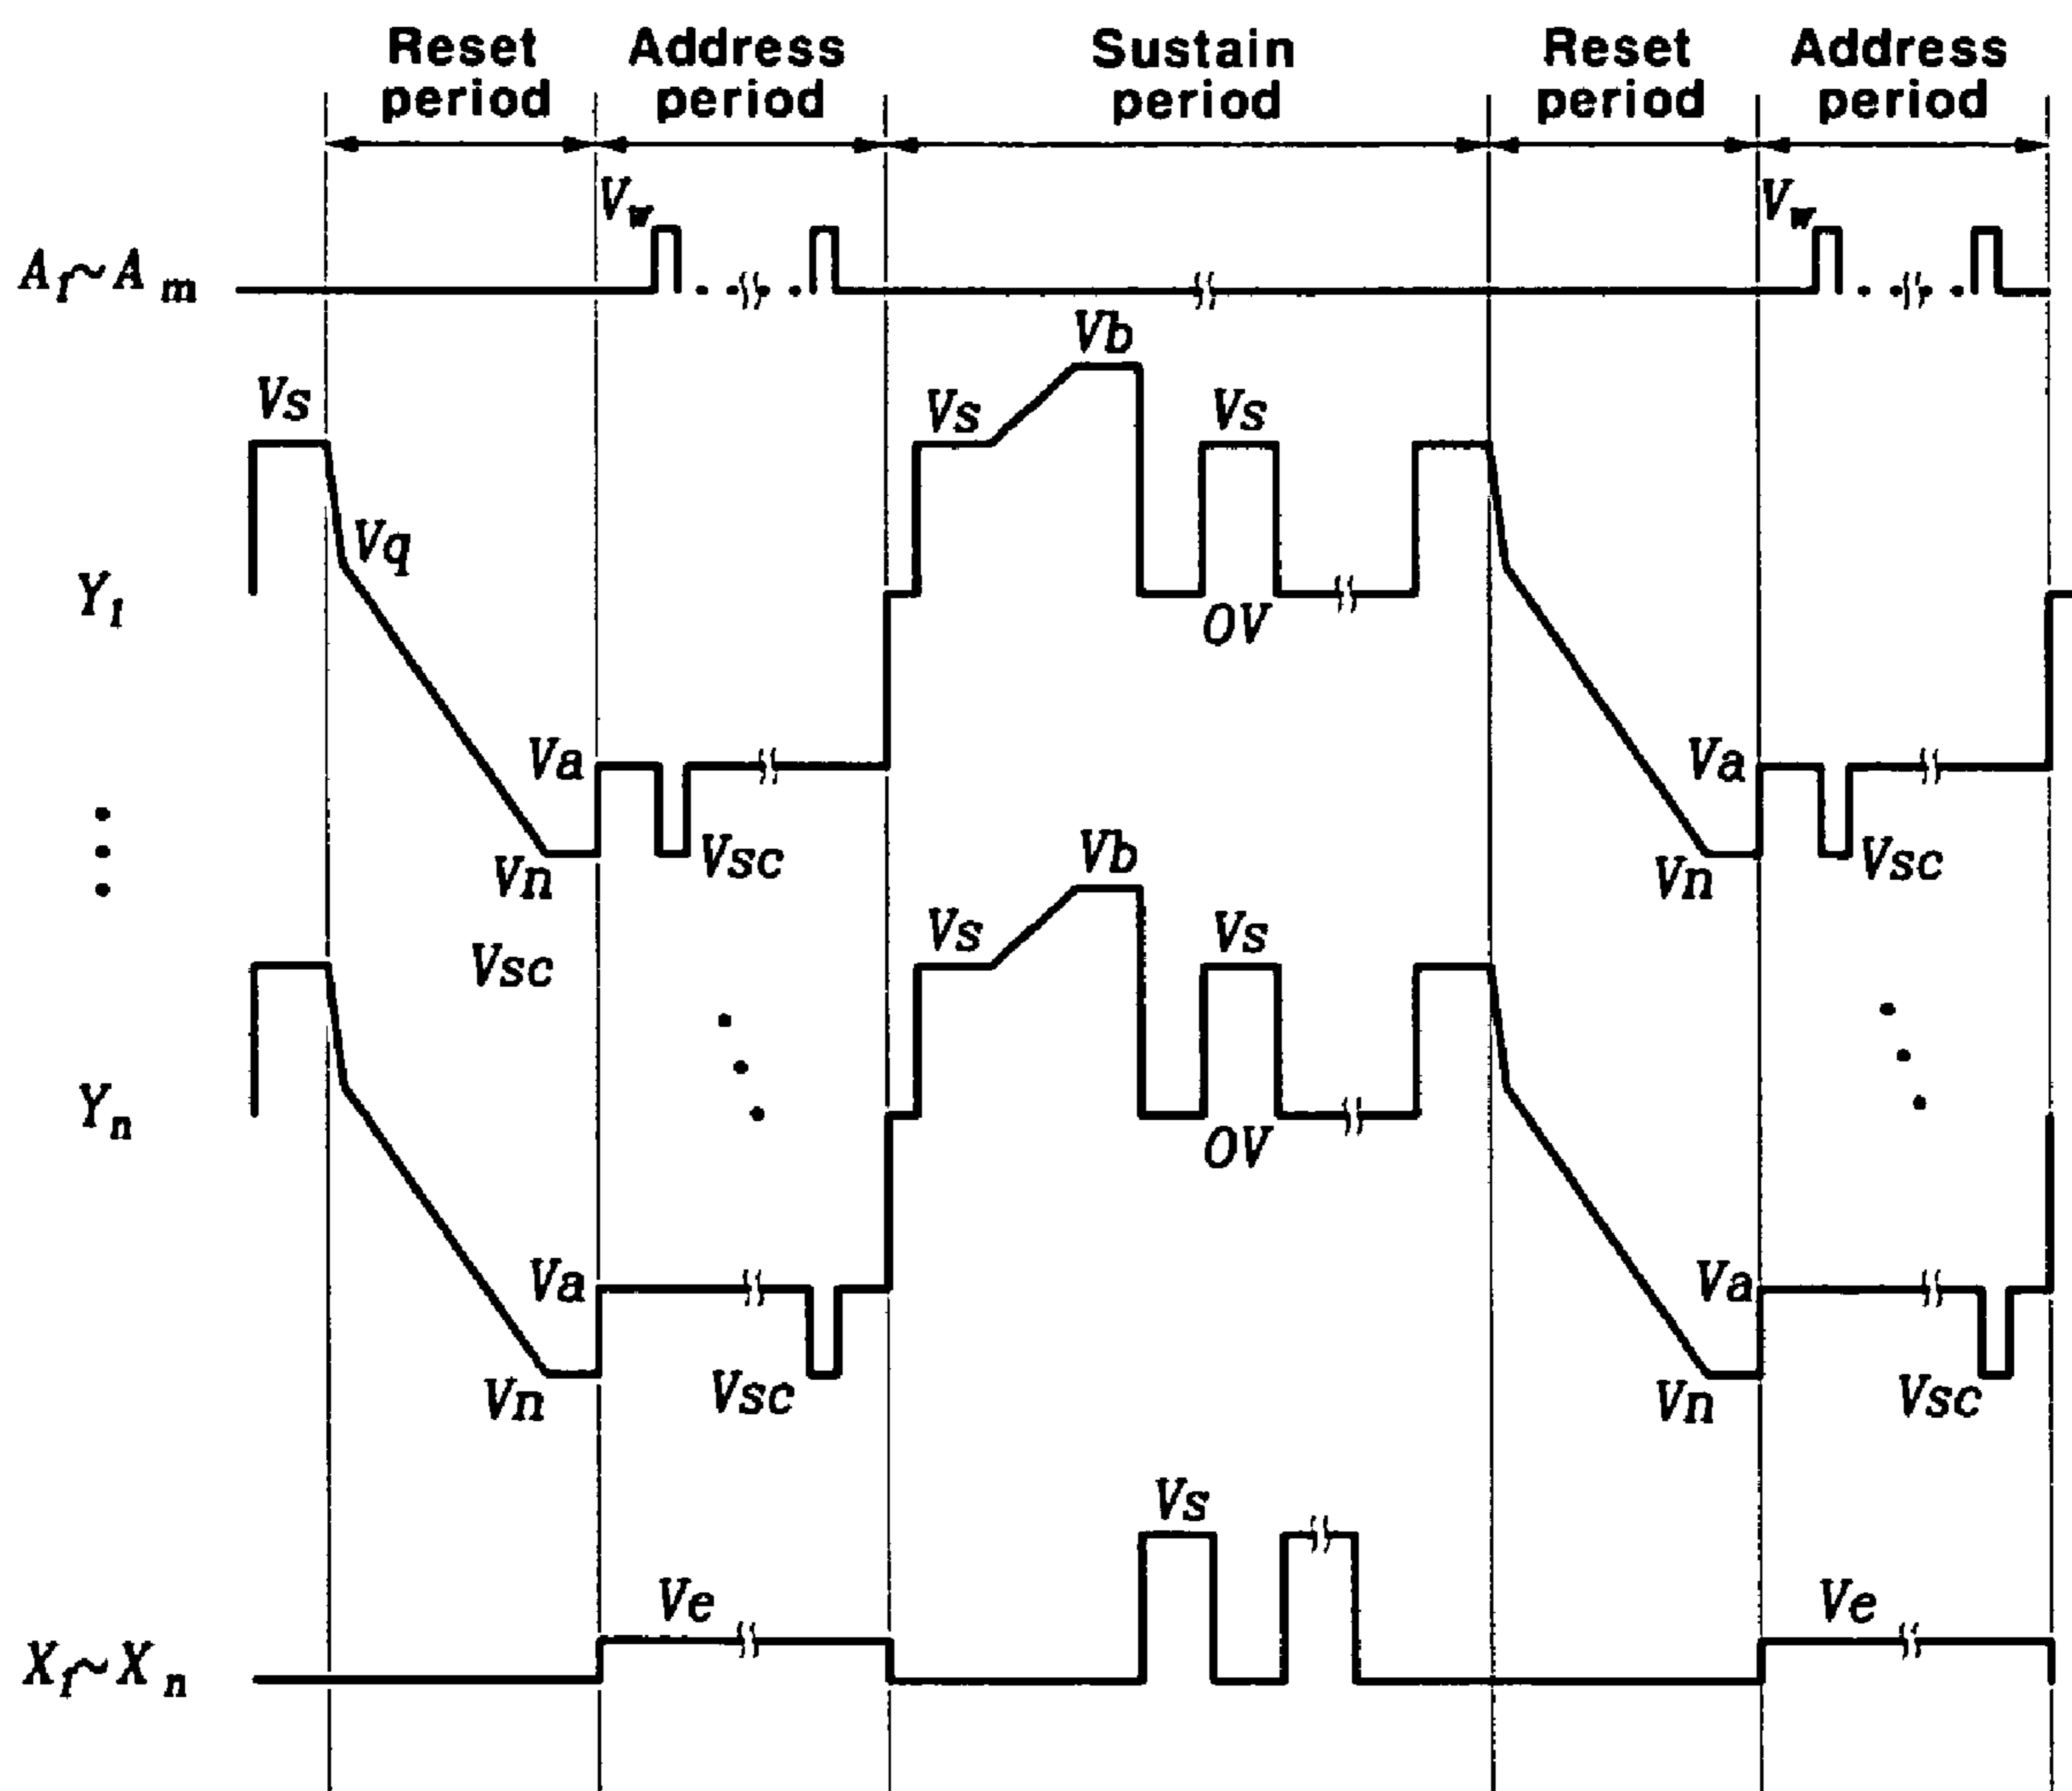 Reset period
Address period
Sustain period
Reset period
Address period
Vw
Vw
A1~Am
Vb
Vs
Vs
Vs
Vq
Y1
OV
Va
Va
Vsc
Vsc
Vn
Vn
Vb
Vs
Vs
Vsc
Yn
OV
Va
Va
Vn
Vsc
Vn
Vsc
Vs
Ve
Ve
X1~Xn